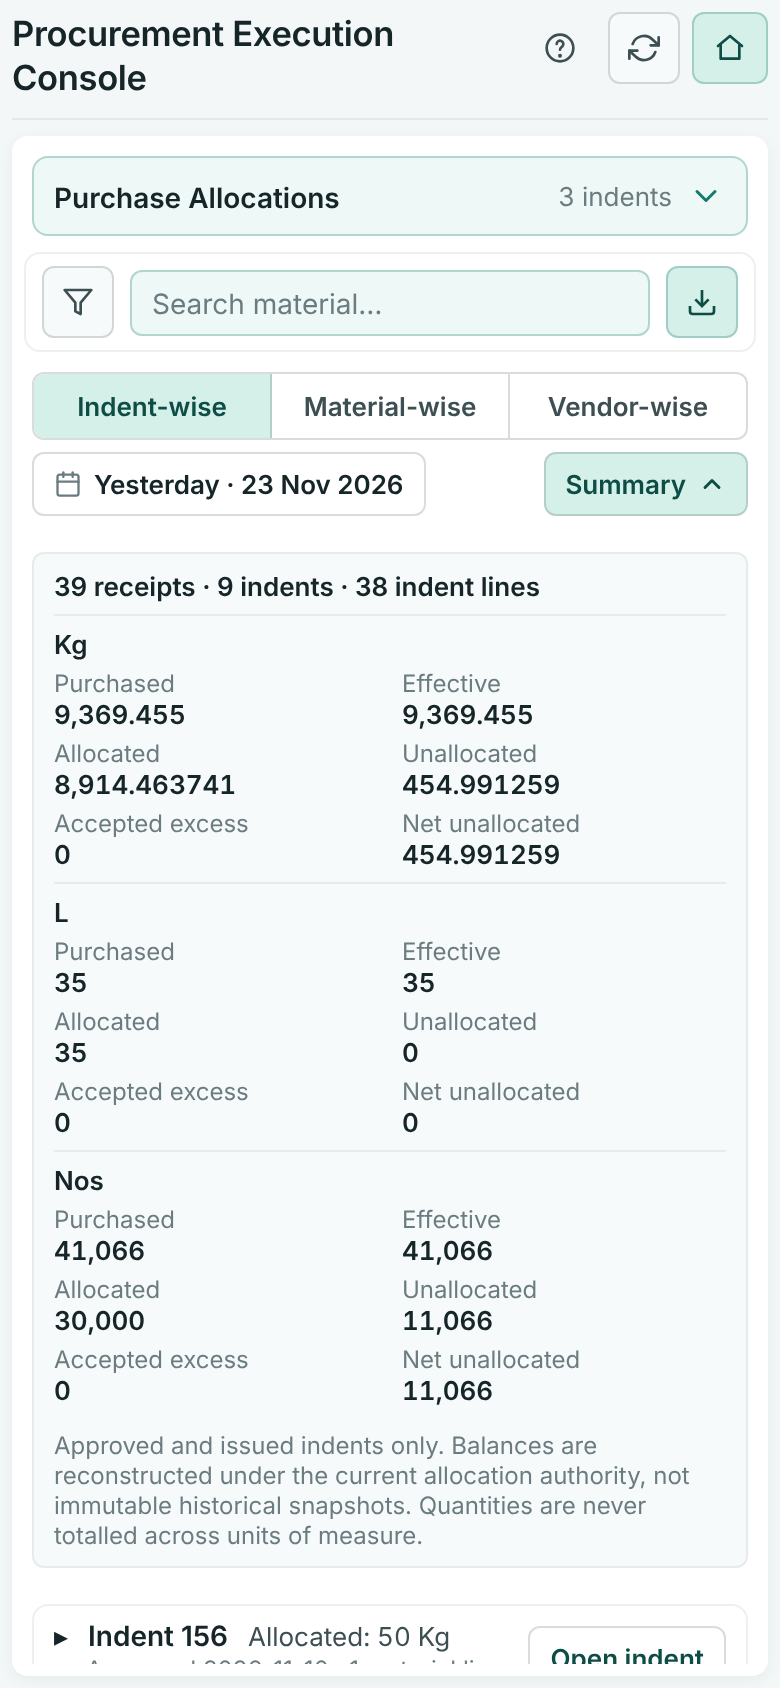 Procurement Execution
Console
Purchase Allocations
3 indents
Search material...
Indent-wise
Material-wise
Vendor-wise
Yesterday · 23 Nov 2026
Summary
39 receipts · 9 indents · 38 indent lines
Kg
Purchased
Effective
9,369.455
9,369.455
Allocated
Unallocated
8,914.463741
454.991259
Accepted excess
Net unallocated
0
454.991259
L
Purchased
Effective
35
35
Allocated
Unallocated
35
0
Accepted excess
Net unallocated
0
0
Nos
Purchased
Effective
41,066
41,066
Allocated
Unallocated
30,000
11,066
Accepted excess
Net unallocated
0
11,066
Approved and issued indents only. Balances are
reconstructed under the current allocation authority, not
immutable historical snapshots. Quantities are never
totalled across units of measure.
Indent 156 Allocated: 50 Kg
Open indent